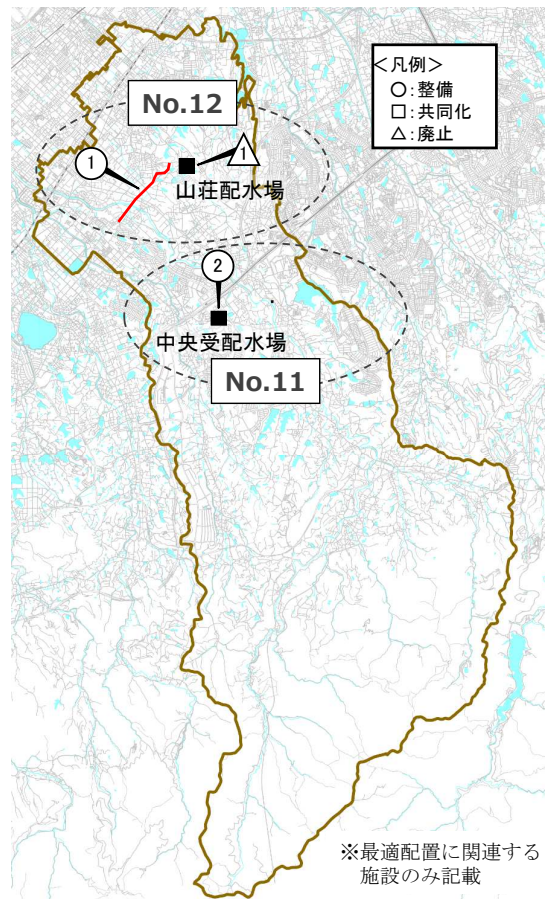 <凡例>
○:整備
□:共同化
△:廃止
No.12
1
1
山荘配水場
2
中央受配水場
No.11
※最適配置に関連する
施設のみ記載